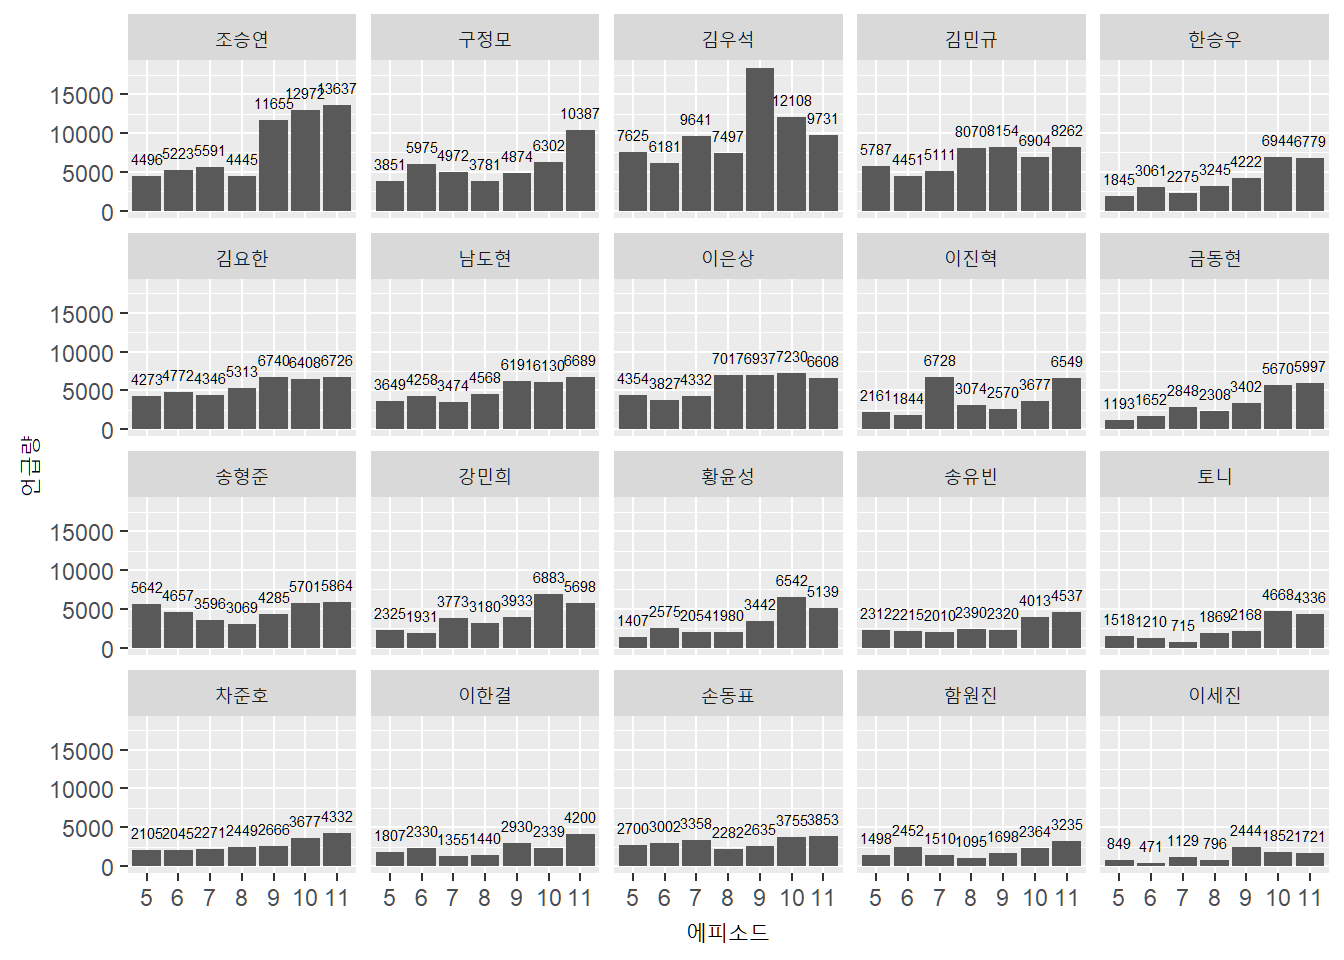 조승연 구정모 김우석 김민규 한승우
15000
10000
5000
0
4496 5223 5591 4445 11655 12972 13637
3851 5975 4972 3781 4874 6302 10387
7625 6181 9641 7497 12108 9731
5787 4451 5111 8070 8154 6904 8262
1845 3061 2275 3245 4222 6944 6779
김요한 남도현 이은상 이진혁 금동현
15000
10000
5000
0
4273 4772 4346 5313 6740 6408 6726
3649 4258 3474 4568 6191 6130 6689
4354 3827 4332 7017 6937 7230 6608
2161 1844 6728 3074 2570 3677 6549
1193 1652 2848 2308 3402 5670 5997
언급량
송형준 강민희 황윤성 송유빈 토니
15000
10000
5000
0
5642 4657 3596 3069 4285 5701 5864
2325 1931 3773 3180 3933 6883 5698
1407 2575 2054 1980 3442 6542 5139
2312 2215 2010 2390 2320 4013 4537
1518 1210 715 1869 2168 4668 4336
차준호 이한결 손동표 함원진 이세진
15000
10000
5000
0
2105 2045 2271 2449 2666 3677 4332
1807 2330 1355 1440 2930 2339 4200
2700 3002 3358 2282 2635 3755 3853
1498 2452 1510 1095 1698 2364 3235
849 471 1129 796 2444 1852 1721
5 6 7 8 9 10 11 5 6 7 8 9 10 11 5 6 7 8 9 10 11 5 6 7 8 9 10 11 5 6 7 8 9 10 11
에피소드